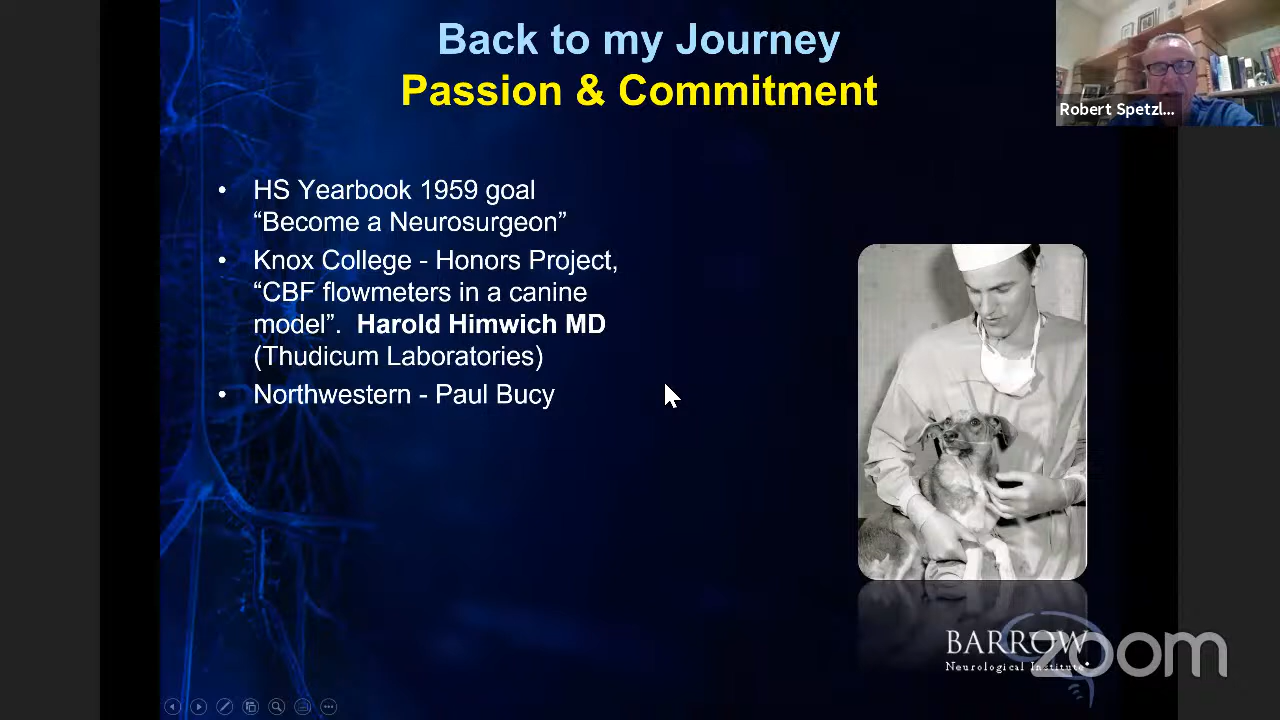 Back to my Journey
Passion & Commitment
Robert Spetzl...
• HS Yearbook 1959 goal
“Become a Neurosurgeon”
• Knox College - Honors Project,
“CBF flowmeters in a canine
model”. Harold Himwich MD
(Thudicum Laboratories)
• Northwestern - Paul Bucy
BARROW
Neurological Institute
zoom